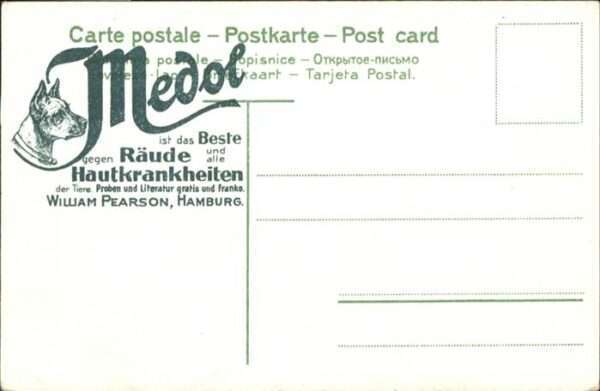 Carte postale – Postkarte – Post card
postale – Dopisnice – Открытое-письмо
kaart – Tarjeta Postal.
Medol
ist das Beste
gegen Räude und alle
Hautkrankheiten
der Tiere. Proben und Literatur gratis und franko.
WILLIAM PEARSON, HAMBURG.